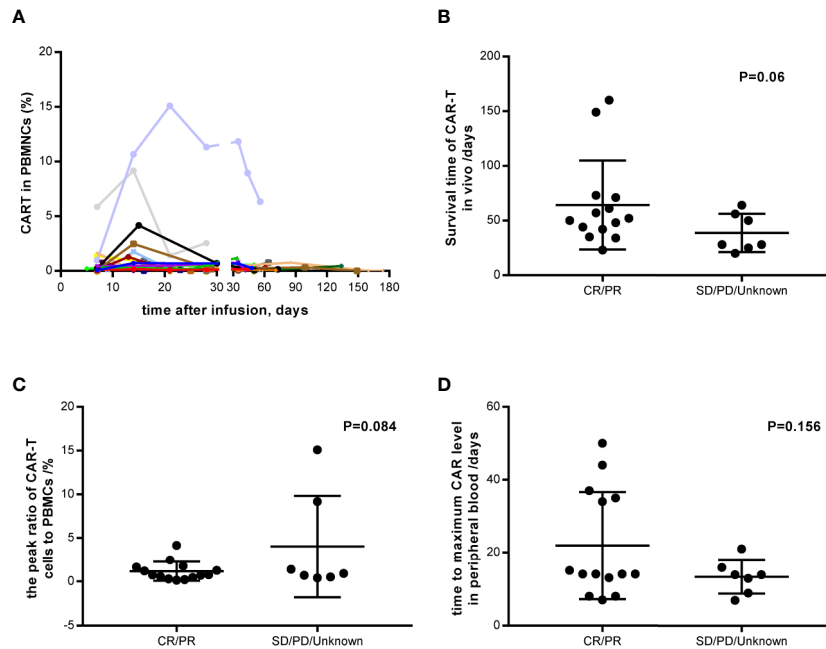 A
20
15
10
5
0
CART in PBMNCs (%)
0 10 20 30 30 60 90 120 150 180
time after infusion, days
B
200
150
100
50
0
Survival time of CAR-T
in vivo /days
P=0.06
CR/PR SD/PD/Unknown
C
20
15
10
5
0
-5
the peak ratio of CAR-T
cells to PBMCs /%
P=0.084
CR/PR SD/PD/Unknown
D
60
40
20
0
time to maximum CAR level
in peripheral blood /days
P=0.156
CR/PR SD/PD/Unknown